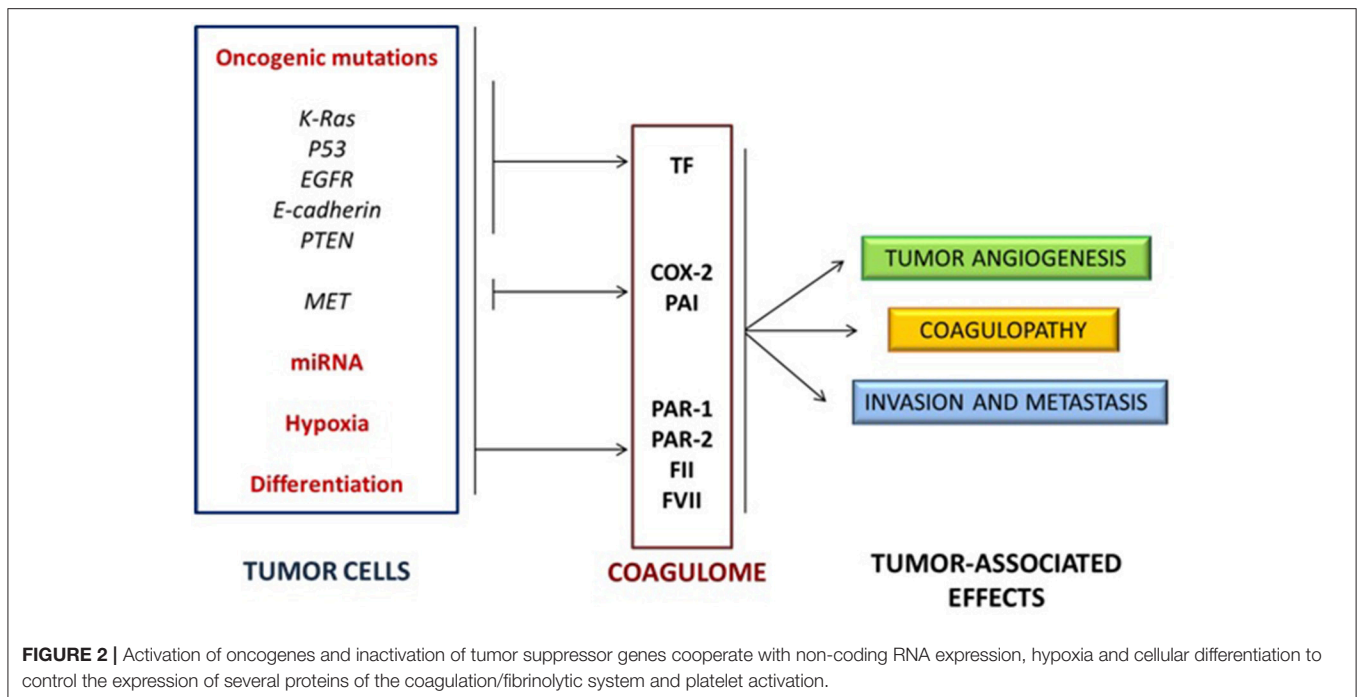 Oncogenic mutations
K-Ras
P53
EGFR
E-cadherin
PTEN
MET
miRNA
Hypoxia
Differentiation
TUMOR CELLS
TF
COX-2
PAI
PAR-1
PAR-2
FII
FVII
COAGULOME
TUMOR ANGIOGENESIS
COAGULOPATHY
INVASION AND METASTASIS
TUMOR-ASSOCIATED
EFFECTS
FIGURE 2 | Activation of oncogenes and inactivation of tumor suppressor genes cooperate with non-coding RNA expression, hypoxia and cellular differentiation to
control the expression of several proteins of the coagulation/fibrinolytic system and platelet activation.